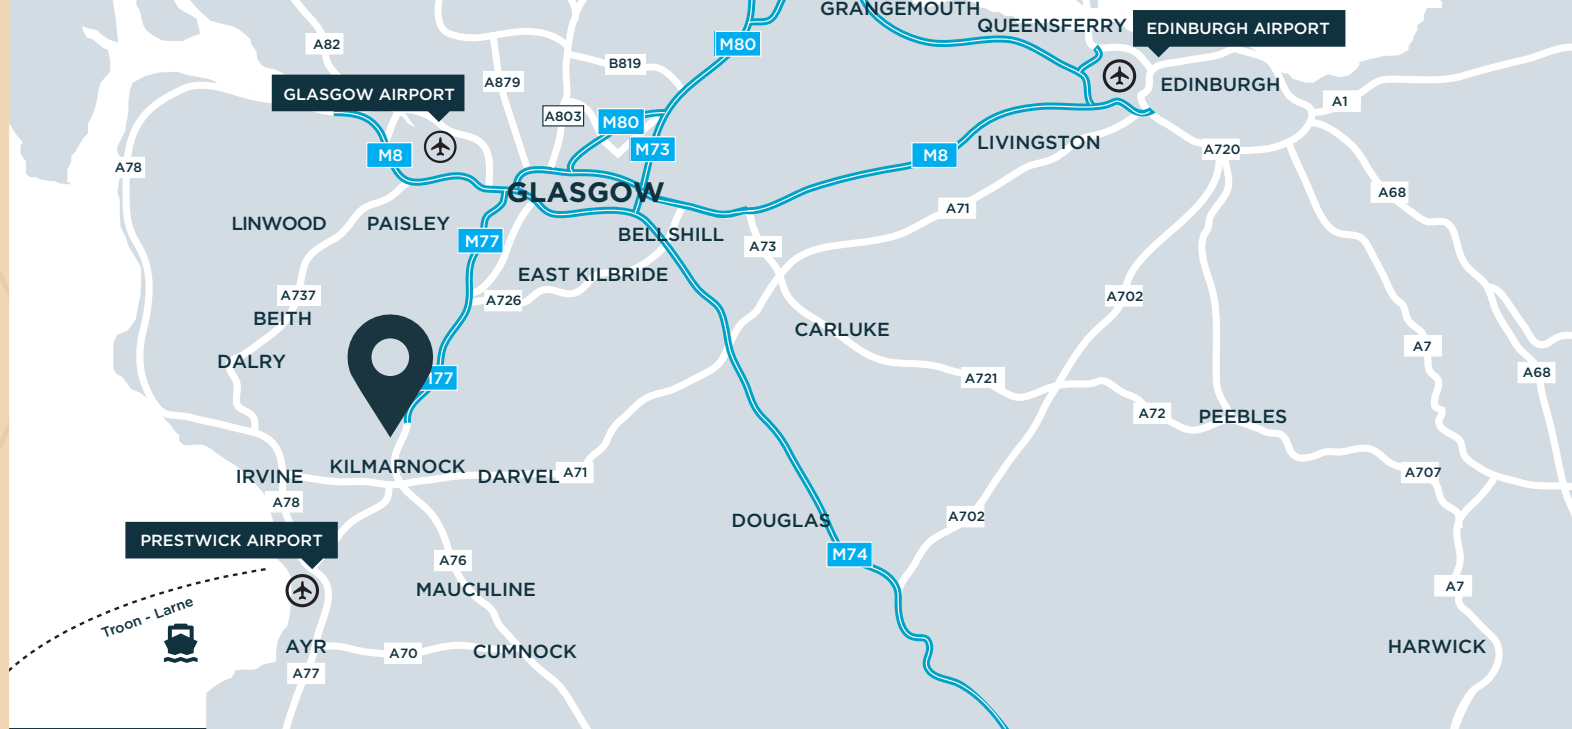 GRANGEMOUTH
QUEENSFERRY
EDINBURGH AIRPORT
A82
M80
B819
A879
EDINBURGH
GLASGOW AIRPORT
A1
A803
M80
LIVINGSTON
M8
M73
M8
A720
A78
GLASGOW
A68
A71
LINWOOD
PAISLEY
M77
BELLSHILL
A73
EAST KILBRIDE
A737
A726
A702
BEITH
CARLUKE
A7
DALRY
A68
A721
A72
PEEBLES
KILMARNOCK
IRVINE
DARVEL
A71
A707
A78
A702
DOUGLAS
PRESTWICK AIRPORT
M74
A76
MAUCHLINE
A7
Troon - Larne
AYR
A70
CUMNOCK
HARWICK
A77